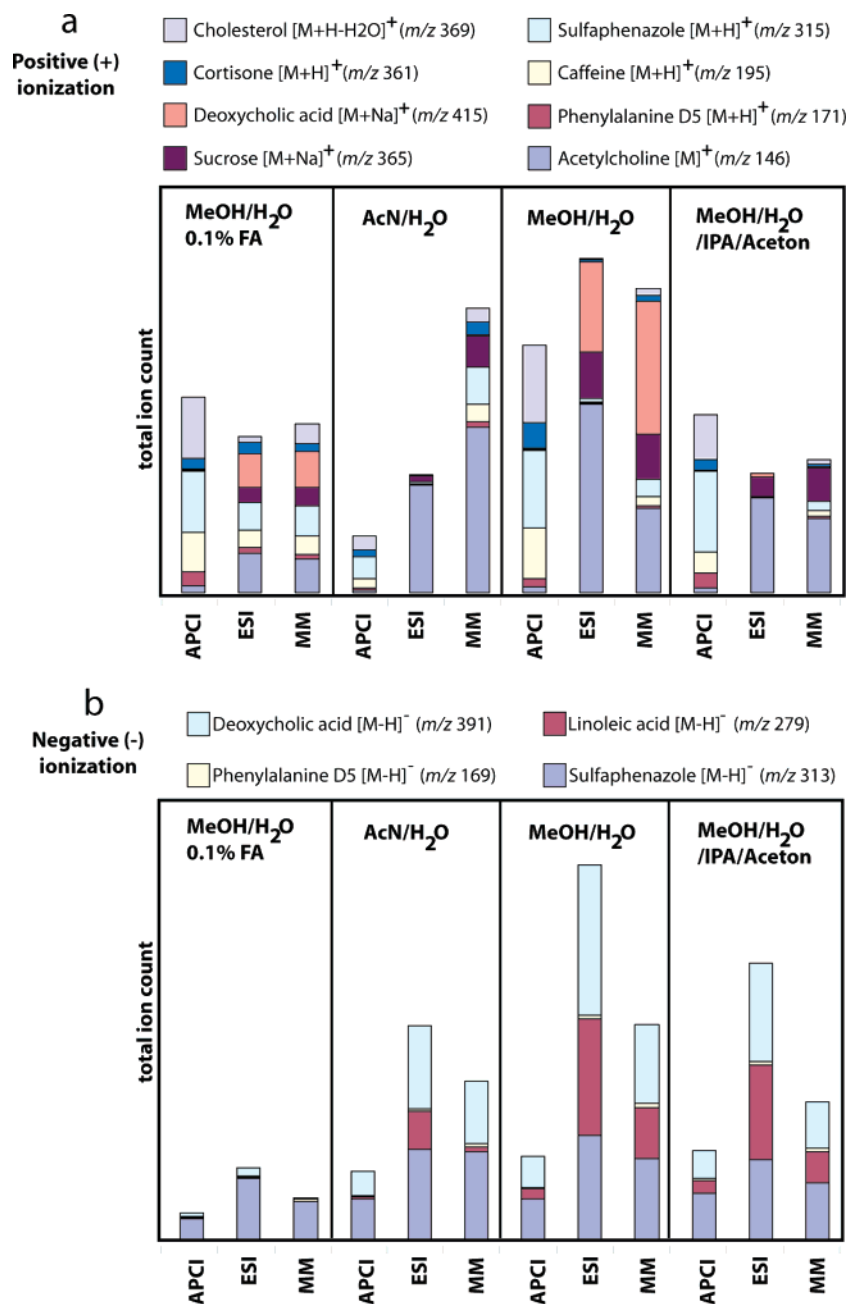 a
Positive (+)
ionization
Cholesterol [M+H-H2O]+ (m/z 369)
Sulfaphenazole [M+H]+ (m/z 315)
Cortisone [M+H]+ (m/z 361)
Caffeine [M+H]+ (m/z 195)
Deoxycholic acid [M+Na]+ (m/z 415)
Phenylalanine D5 [M+H]+ (m/z 171)
Sucrose [M+Na]+ (m/z 365)
Acetylcholine [M]+ (m/z 146)
total ion count
MeOH/H2O
0.1% FA
AcN/H2O
MeOH/H2O
MeOH/H2O
/IPA/Aceton
APCI
ESI
MM
APCI
ESI
MM
APCI
ESI
MM
APCI
ESI
MM
b
Negative (-)
ionization
Deoxycholic acid [M-H]- (m/z 391)
Linoleic acid [M-H]- (m/z 279)
Phenylalanine D5 [M-H]- (m/z 169)
Sulfaphenazole [M-H]- (m/z 313)
total ion count
MeOH/H2O
0.1% FA
AcN/H2O
MeOH/H2O
MeOH/H2O
/IPA/Aceton
APCI
ESI
MM
APCI
ESI
MM
APCI
ESI
MM
APCI
ESI
MM